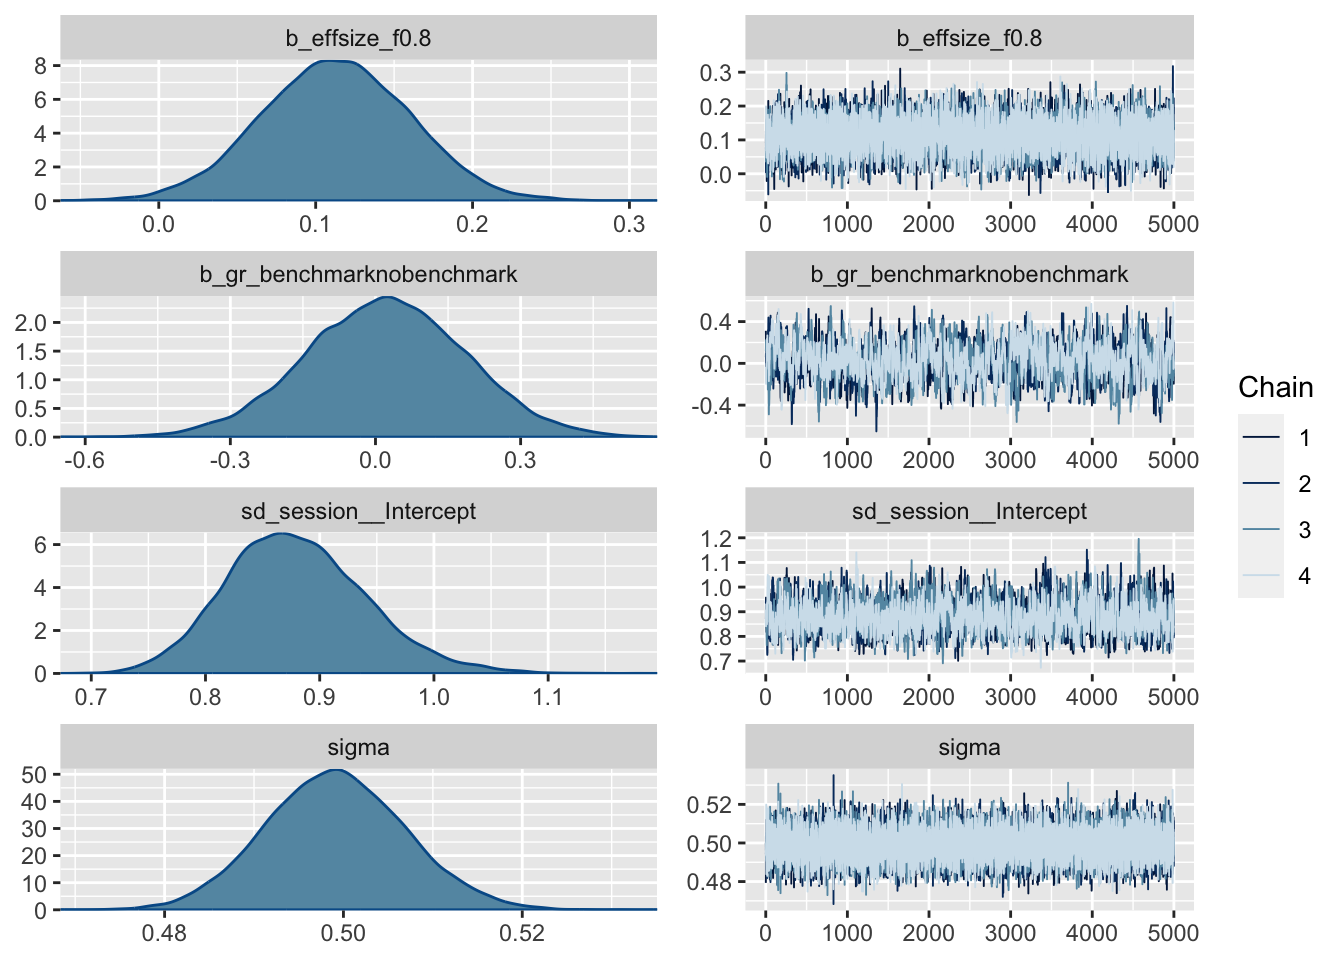 b_effsize_f0.8
8
6
4
2
0
0.0 0.1 0.2 0.3
b_effsize_f0.8
0.3
0.2
0.1
0.0
0 1000 2000 3000 4000 5000
b_gr_benchmarknobenchmark
2.0
1.5
1.0
0.5
0.0
-0.6 -0.3 0.0 0.3
b_gr_benchmarknobenchmark
0.4
0.0
-0.4
0 1000 2000 3000 4000 5000
sd_session__Intercept
6
4
2
0
0.7 0.8 0.9 1.0 1.1
sd_session__Intercept
1.2
1.1
1.0
0.9
0.8
0.7
0 1000 2000 3000 4000 5000
sigma
50
40
30
20
10
0
0.48 0.50 0.52
sigma
0.52
0.50
0.48
0 1000 2000 3000 4000 5000
Chain
1
2
3
4